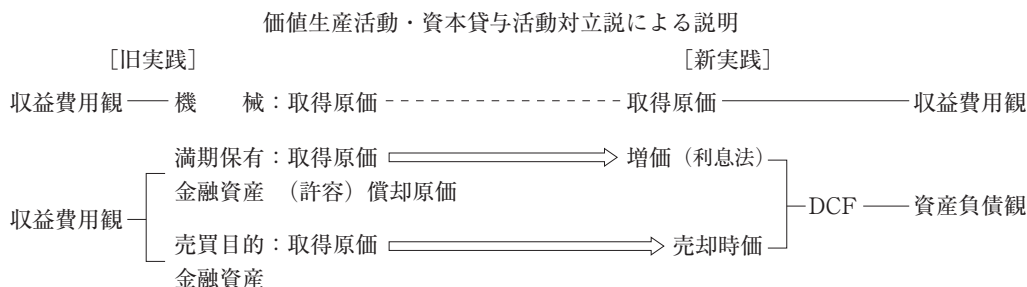 価値生産活動・資本貸与活動対立説による説明
［旧実践］ ［新実践］
収益費用観 機 械：取得原価 取得原価 収益費用観
満期保有：取得原価 増価（利息法）
金融資産 （許容）償却原価
収益費用観 DCF 資産負債観
売買目的：取得原価 売却時価
金融資産